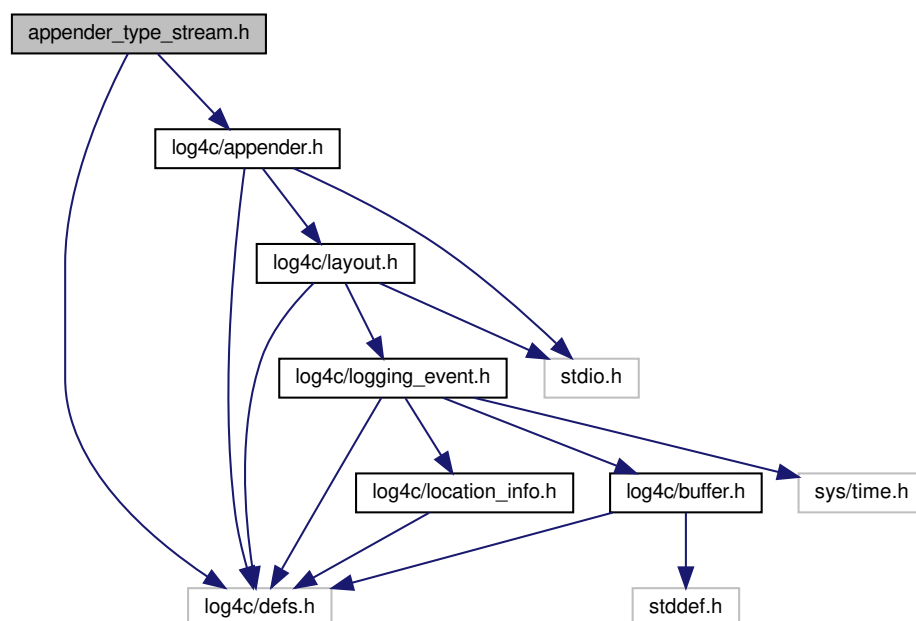 appender_type_stream.h
log4c/appender.h
log4c/layout.h
log4c/logging_event.h
stdio.h
log4c/location_info.h
log4c/buffer.h
sys/time.h
log4c/defs.h
stddef.h